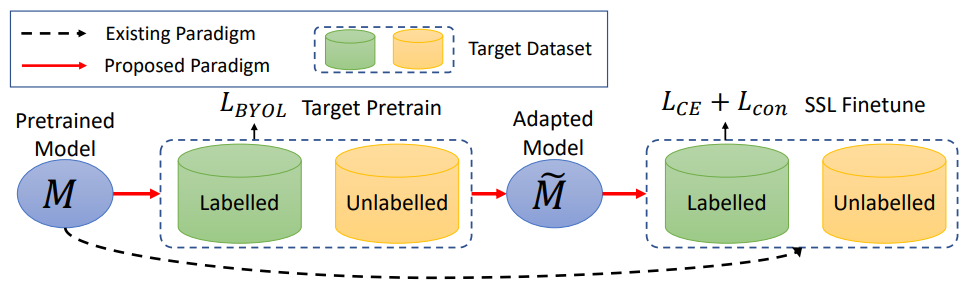 Existing Paradigm
Proposed Paradigm
Target Dataset
L_{BYOL} Target Pretrain
L_{CE} + L_{con} SSL Finetune
Pretrained
Model
Adapted
Model
M
Labelled
Unlabelled
M̃
Labelled
Unlabelled